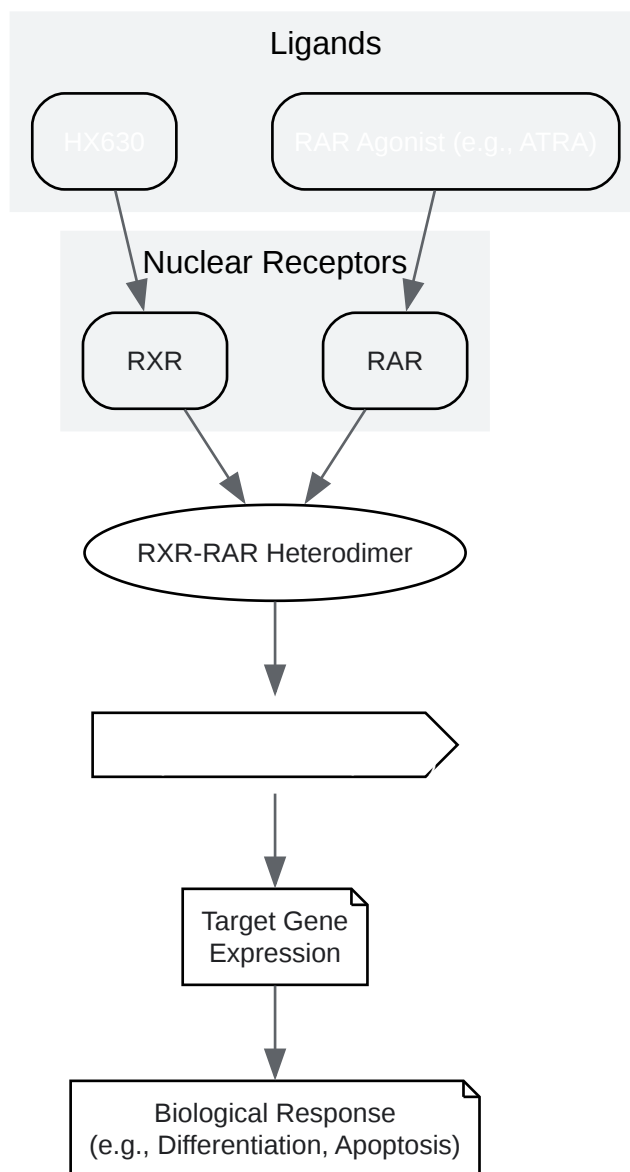 Ligands
HX630
RAR Agonist (e.g., ATRA)
Nuclear Receptors
RXR
RAR
RXR-RAR Heterodimer
Target Gene
Expression
Biological Response
(e.g., Differentiation, Apoptosis)